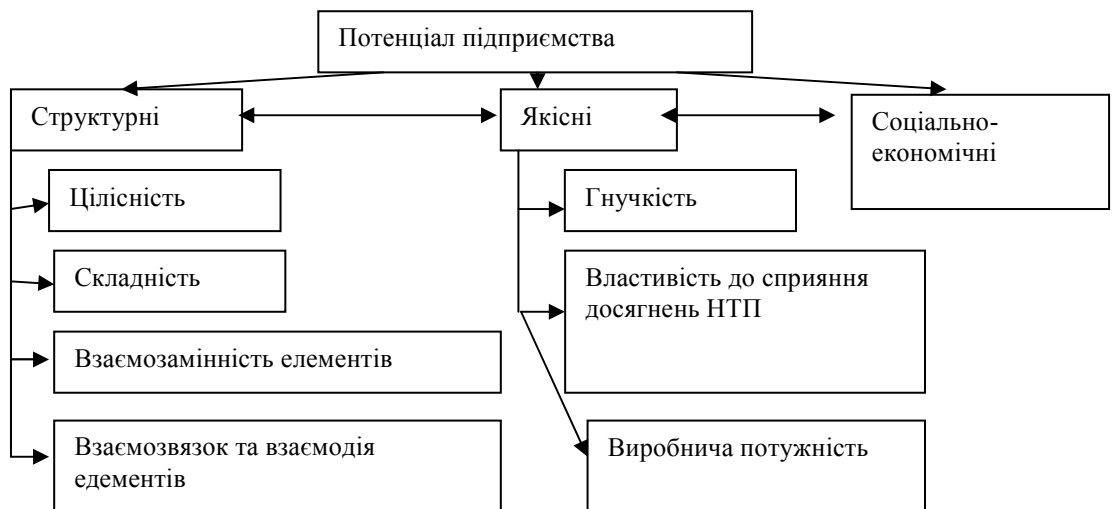 Потенціал підприємства
Структурні
Якісні
Соціально-
економічні
Цілісність
Гнучкість
Складність
Властивість до сприяння
досягнень НТП
Взаємозамінність елементів
Взаємозвязок та взаємодія
едементів
Виробнича потужність